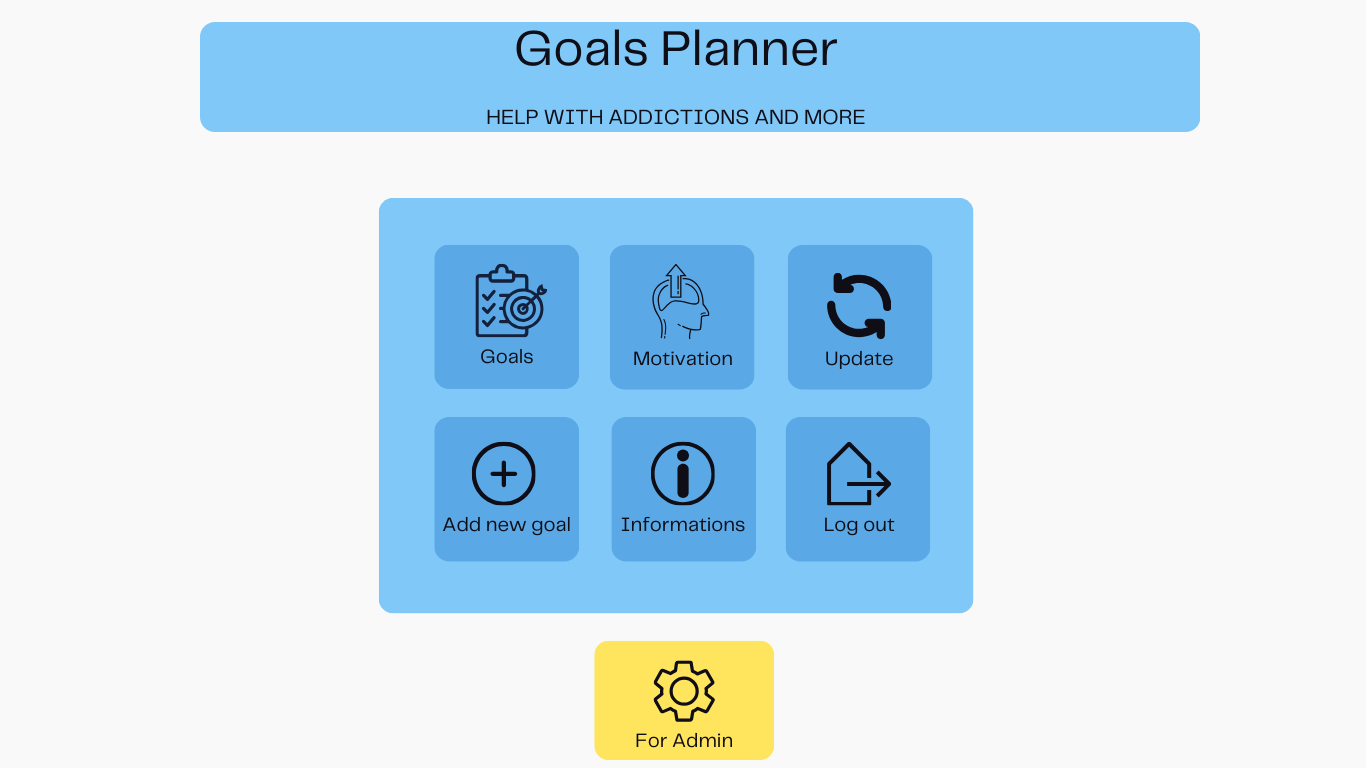 Goals Planner
HELP WITH ADDICTIONS AND MORE
Goals
Motivation
Update
Add new goal
Informations
Log out
For Admin